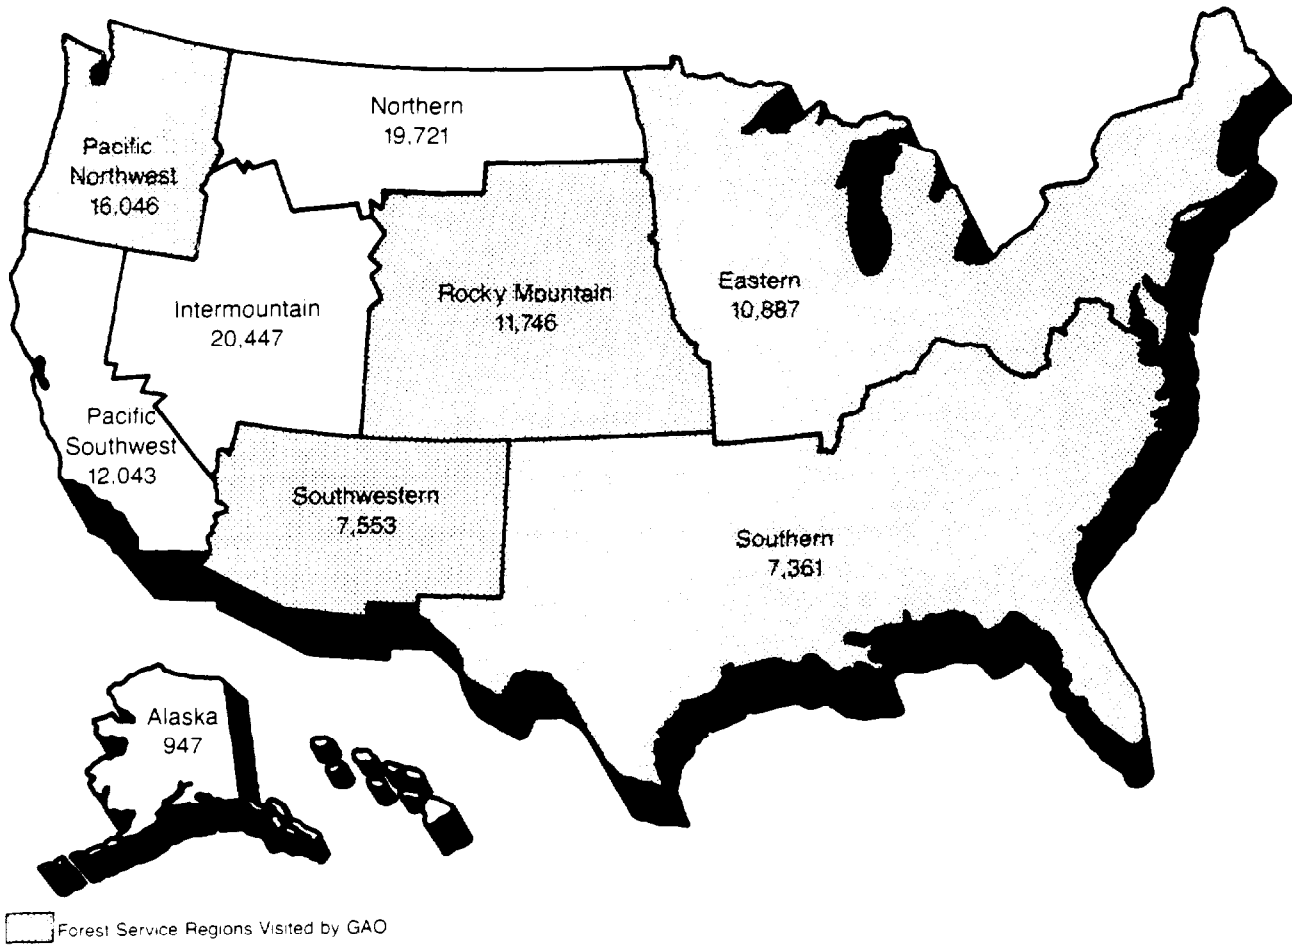 Northern
19,721
Pacific
Northwest
16,046
Eastern
10,887
Rocky Mountain
11,746
Intermountain
20,447
Pacific
Southwest
12,043
Southwestern
7,553
Southern
7,361
Alaska
947
Forest Service Regions Visited by GAO